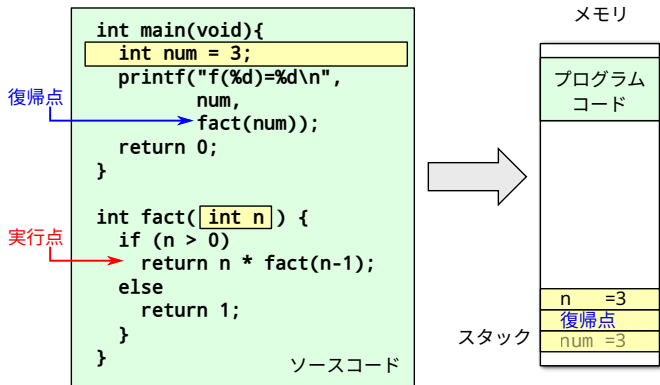 int main(void){
int num = 3;
printf("f(%d)=%d\n",
num,
fact(num));
return 0;
}
int fact( int n ) {
if (n > 0)
return n * fact(n-1);
else
return 1;
}
}
ソースコード
復帰点
実行点
メモリ
プログラム
コード
スタック
n =3
復帰点
num =3